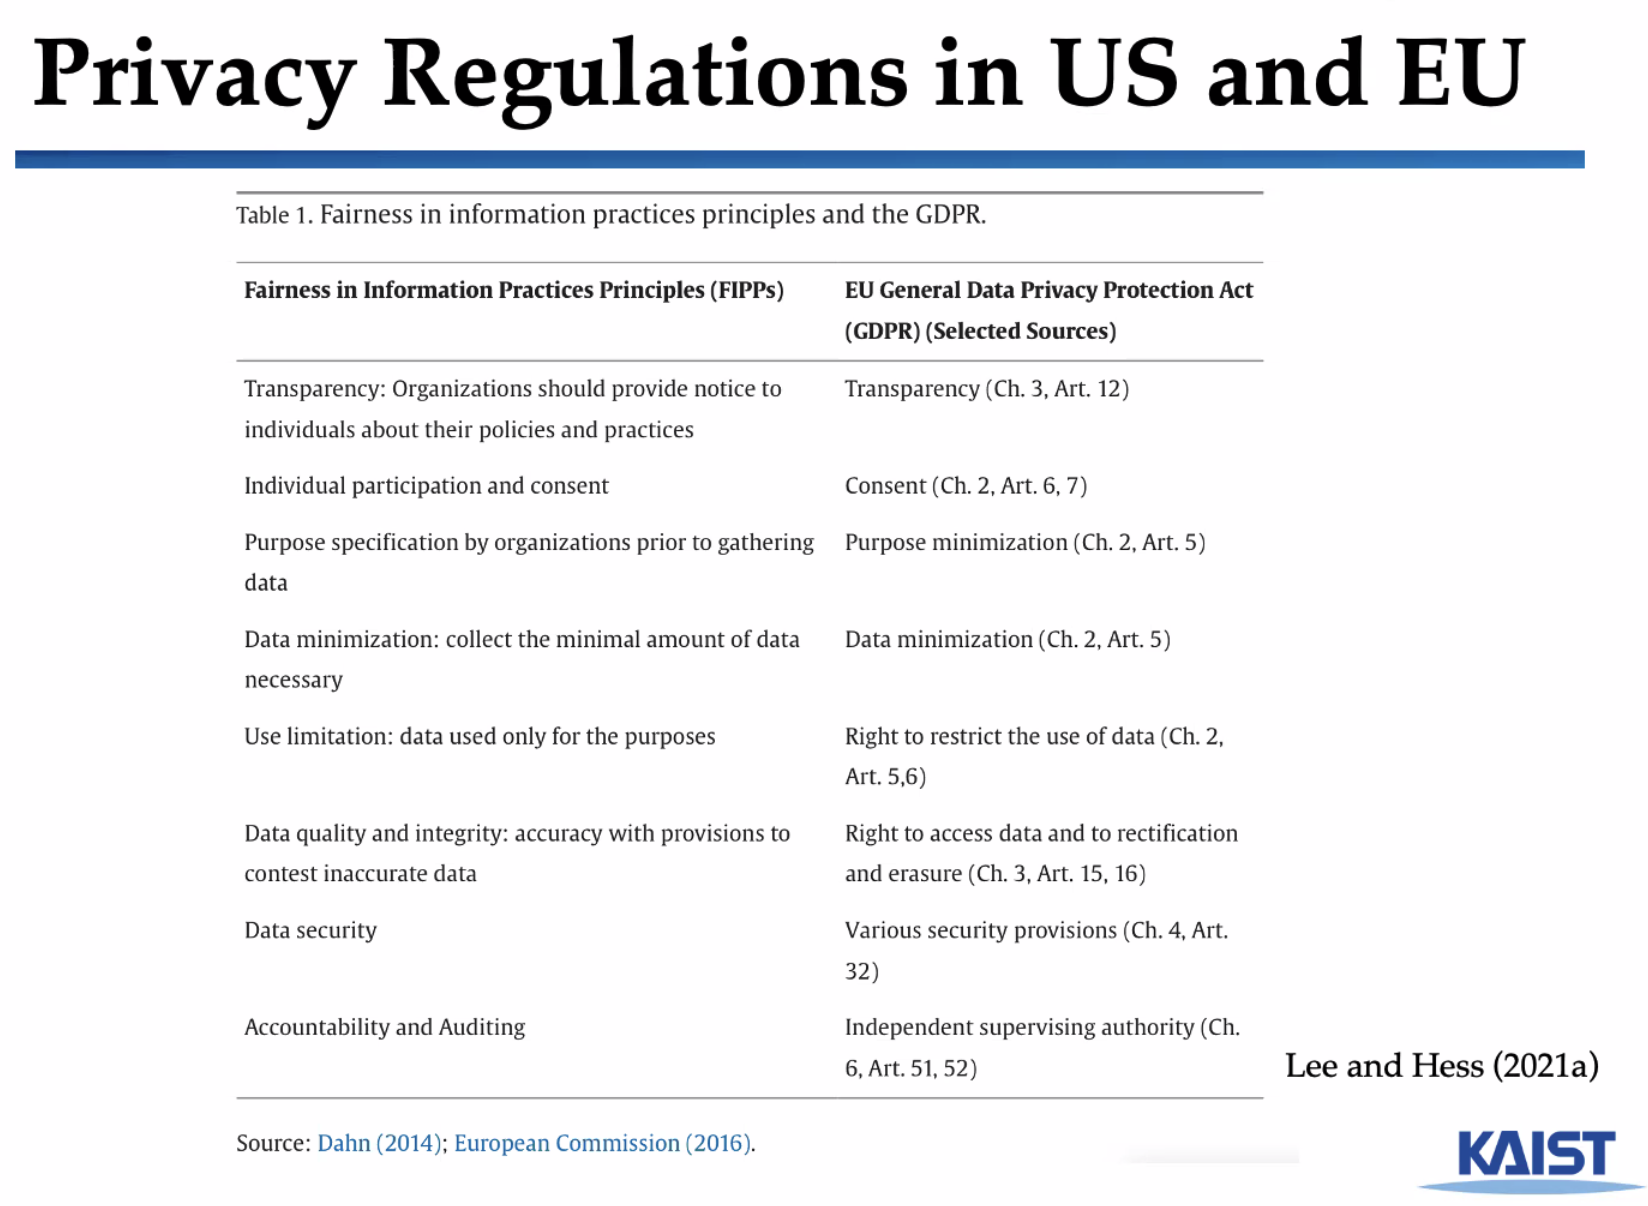 Privacy Regulations in US and EU
Table 1. Fairness in information practices principles and the GDPR.
Fairness in Information Practices Principles (FIPPs)
EU General Data Privacy Protection Act
(GDPR) (Selected Sources)
Transparency: Organizations should provide notice to
individuals about their policies and practices
Transparency (Ch. 3, Art. 12)
Individual participation and consent
Consent (Ch. 2, Art. 6, 7)
Purpose specification by organizations prior to gathering
data
Purpose minimization (Ch. 2, Art. 5)
Data minimization: collect the minimal amount of data
necessary
Data minimization (Ch. 2, Art. 5)
Use limitation: data used only for the purposes
Right to restrict the use of data (Ch. 2,
Art. 5,6)
Data quality and integrity: accuracy with provisions to
contest inaccurate data
Right to access data and to rectification
and erasure (Ch. 3, Art. 15, 16)
Data security
Various security provisions (Ch. 4, Art.
32)
Accountability and Auditing
Independent supervising authority (Ch.
6, Art. 51, 52)
Lee and Hess (2021a)
Source: Dahn (2014); European Commission (2016).
KAIST